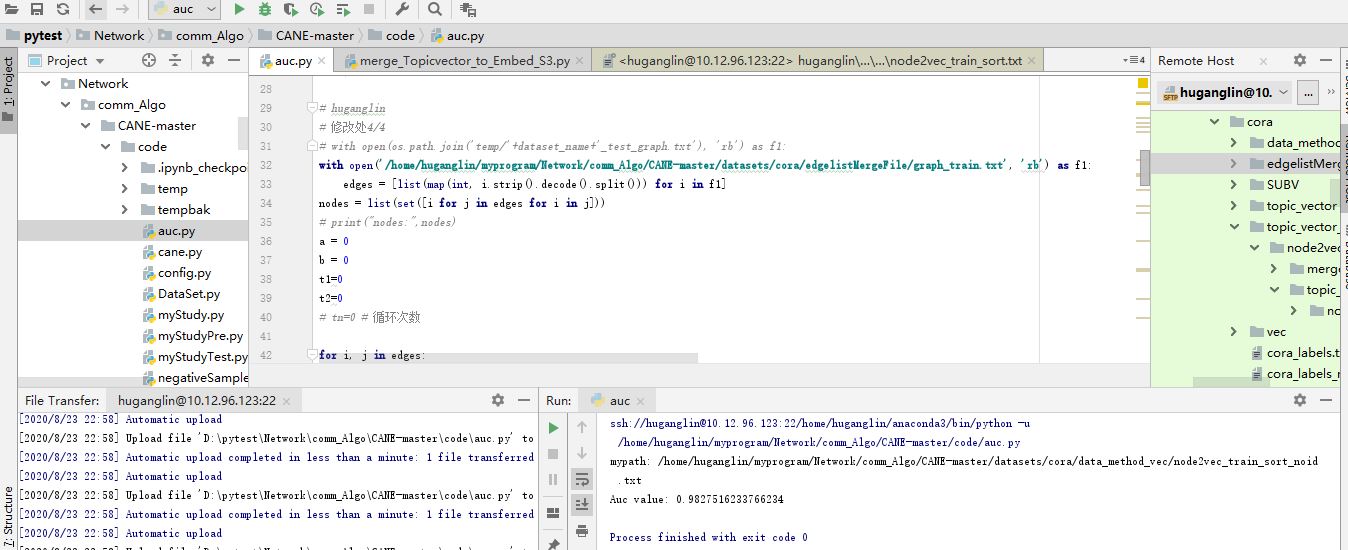 auc
pytest Network comm_Algo CANE-master code auc.py
1: Project
Project
Network
comm_Algo
CANE-master
code
.ipynb_checkpo
temp
tempbak
auc.py
cane.py
config.py
DataSet.py
myStudy.py
myStudyPre.py
myStudyTest.py
negativeSample
auc.py merge_Topicvector_to_Embed_S3.py <huganglin@10.12.96.123:22> huganglin\...\...\node2vec_train_sort.txt
28
29 # huganglin
30 # 修改处4/4
31 # with open(os.path.join('temp/'+dataset_name+'_test_graph.txt'), 'rb') as f1:
32 with open('/home/huganglin/myprogram/Network/comm_Algo/CANE-master/datasets/cora/edgelistMergeFile/graph_train.txt', 'rb') as f1:
33 edges = [list(map(int, i.strip().decode().split())) for i in f1]
34 nodes = list(set([i for j in edges for i in j]))
35 # print("nodes:",nodes)
36 a = 0
37 b = 0
38 t1=0
39 t2=0
40 # tn=0 # 循环次数
41
42 for i, j in edges:
Remote Host
huganglin@10. ...
cora
data_method
edgelistMer
SUBV
topic_vector
topic_vector_
node2vec
merg
topic_
no
vec
cora_labels.t
cora_labels_r
7: Structure
File Transfer: huganglin@10.12.96.123:22
[2020/8/23 22:58] Automatic upload
[2020/8/23 22:58] Upload file 'D:\pytest\Network\comm_Algo\CANE-master\code\auc.py' to
[2020/8/23 22:58] Automatic upload completed in less than a minute: 1 file transferred
[2020/8/23 22:58] Automatic upload
[2020/8/23 22:58] Upload file 'D:\pytest\Network\comm_Algo\CANE-master\code\auc.py' to
[2020/8/23 22:58] Automatic upload completed in less than a minute: 1 file transferred
[2020/8/23 22:58] Automatic upload
Run: auc
ssh://huganglin@10.12.96.123:22/home/huganglin/anaconda3/bin/python -u
/home/huganglin/myprogram/Network/comm_Algo/CANE-master/code/auc.py
mypath: /home/huganglin/myprogram/Network/comm_Algo/CANE-master/datasets/cora/data_method_vec/node2vec_train_sort_noid
.txt
Auc value: 0.9827516233766234
Process finished with exit code 0